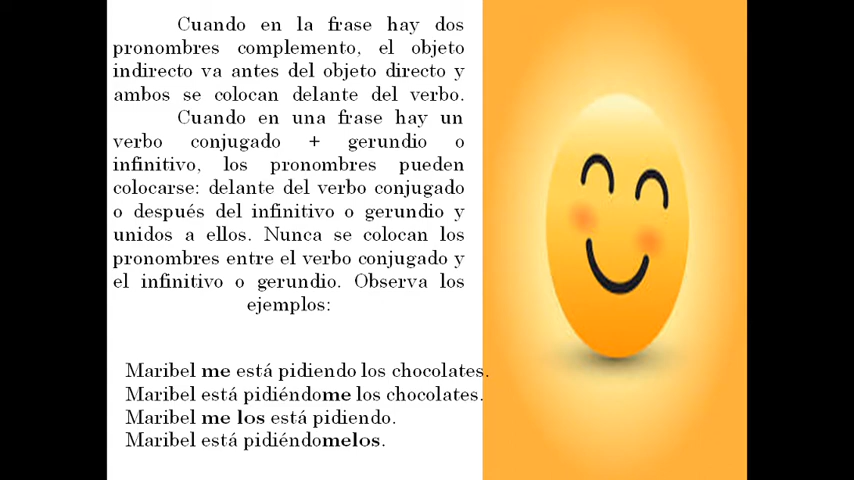 Cuando en la frase hay dos
pronombres complemento, el objeto
indirecto va antes del objeto directo y
ambos se colocan delante del verbo.
Cuando en una frase hay un
verbo conjugado + gerundio o
infinitivo, los pronombres pueden
colocarse: delante del verbo conjugado
o después del infinitivo o gerundio y
unidos a ellos. Nunca se colocan los
pronombres entre el verbo conjugado y
el infinitivo o gerundio. Observa los
ejemplos:
Maribel me está pidiendo los chocolates.
Maribel está pidiéndome los chocolates.
Maribel me los está pidiendo.
Maribel está pidiéndomelos.